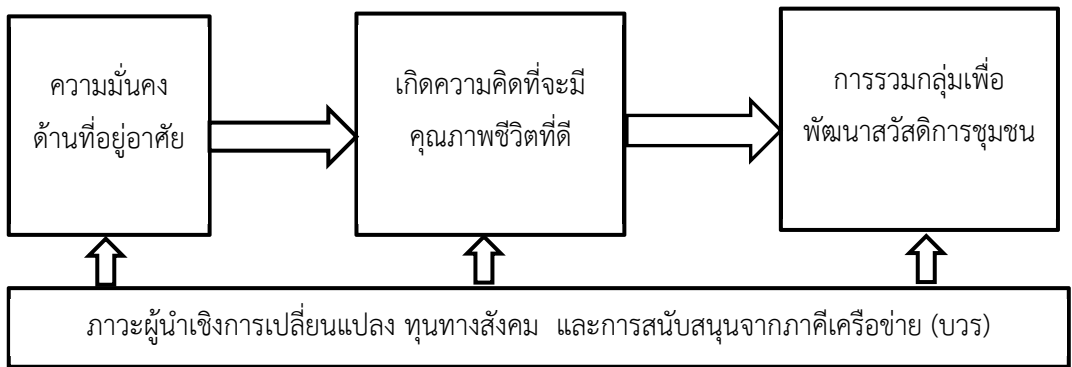 ความมั่นคง
ด้านที่อยู่อาศัย
เกิดความคิดที่จะมี
คุณภาพชีวิตที่ดี
การรวมกลุ่มเพื่อ
พัฒนาสวัสดิการชุมชน
ภาวะผู้นำเชิงการเปลี่ยนแปลง ทุนทางสังคม และการสนับสนุนจากภาคีเครือข่าย (บวร)